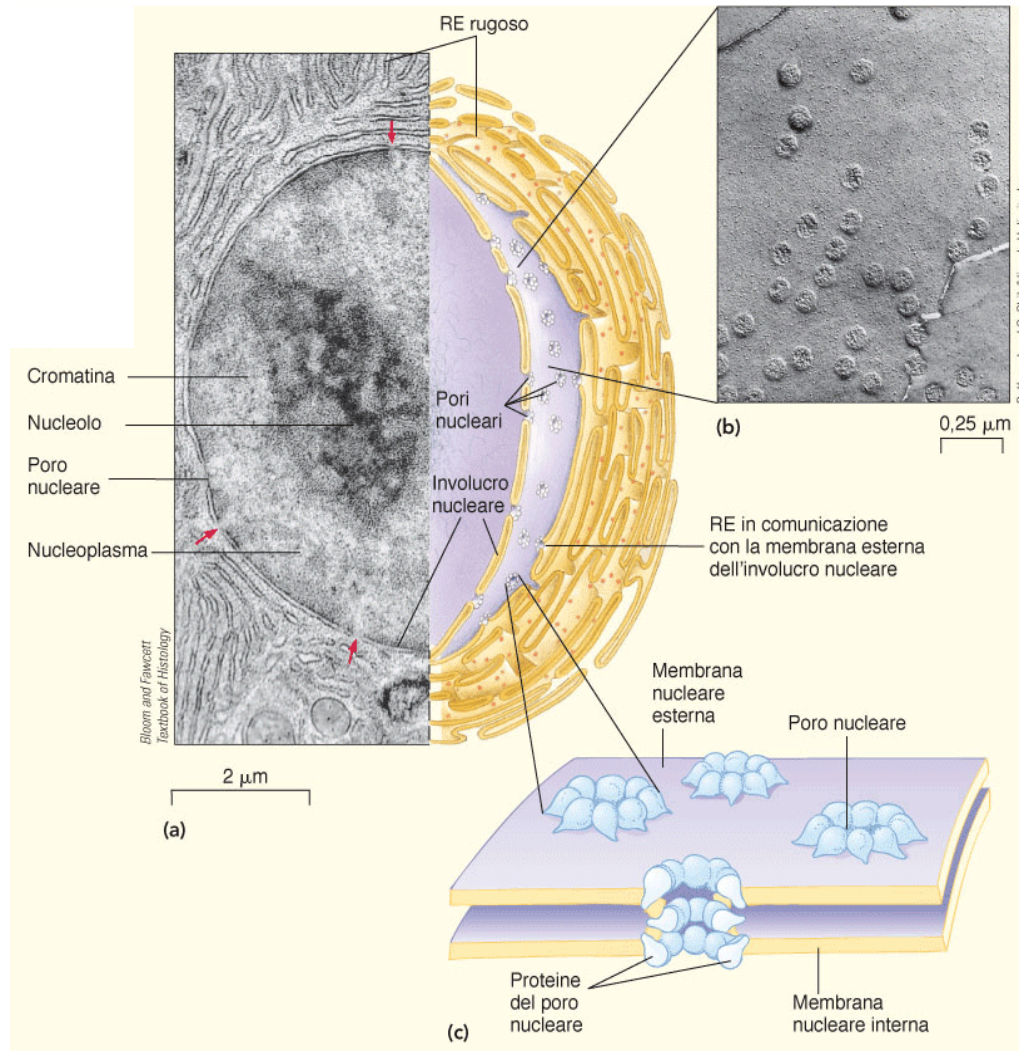 RE rugoso
Cromatina
Nucleolo
Poro
nucleare
Nucleoplasma
Pori
nucleari
Involucro
nucleare
(b)
0,25 μm
RE in comunicazione
con la membrana esterna
dell'involucro nucleare
Bloom and Fawcett
Textbook of Histology
2 μm
(a)
Membrana
nucleare
esterna
Poro nucleare
Proteine
del poro
nucleare
Membrana
nucleare interna
(c)